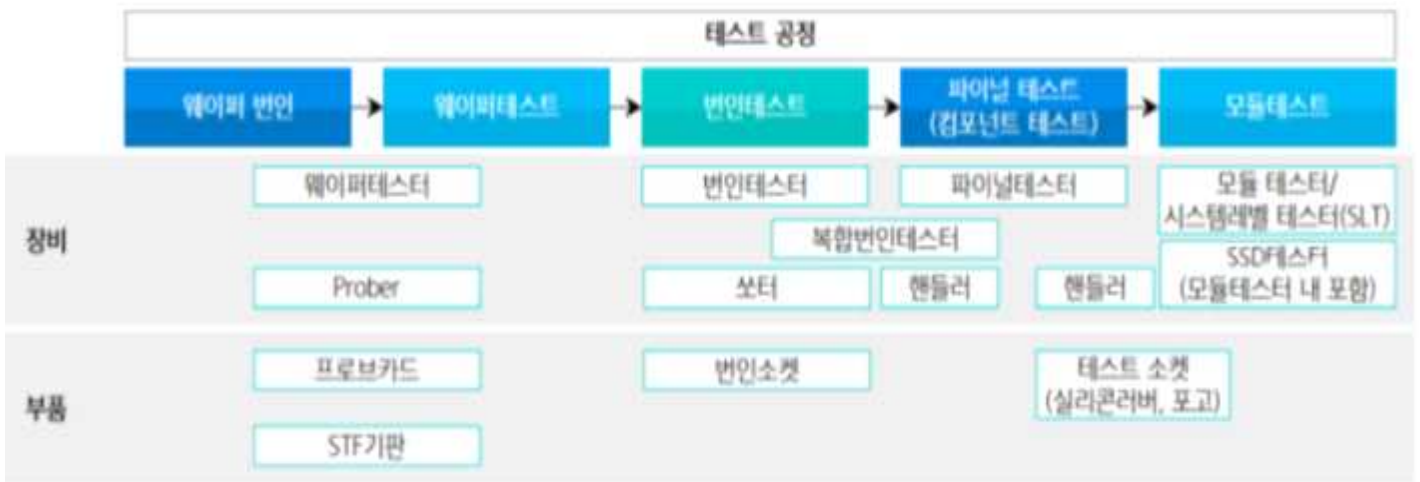 테스트 공정
웨이퍼 번인
웨이퍼테스트
번인테스트
파이널 테스트
(컴포넌트 테스트)
모듈테스트
장비
웨이퍼테스터
번인테스터
파이널테스터
모듈 테스터/
시스템레벨 테스터(SLT)
복합번인테스터
SSD테스터
(모듈테스터 내 포함)
Prober
쏘터
핸들러
핸들러
부품
프로브카드
번인소켓
테스트 소켓
(실리콘러버, 포고)
STF기판